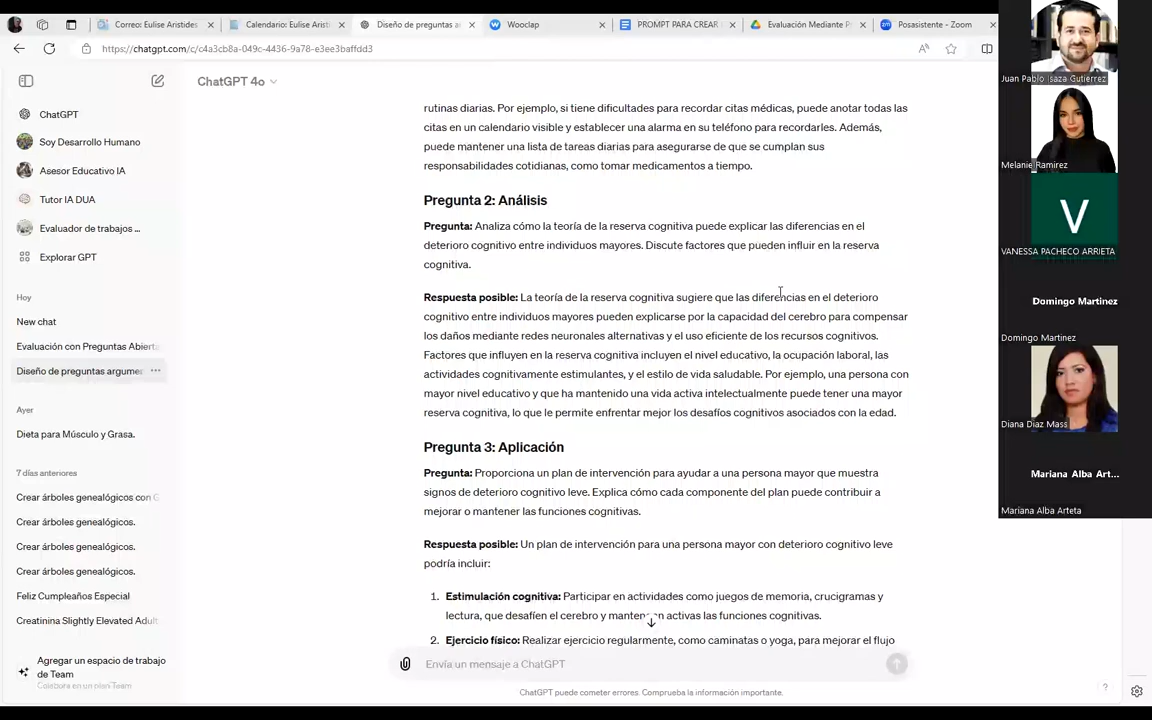 Correo: Eulise Aristides
Calendario: Eulise Aristi
Diseño de preguntas ar
Wooclap
PROMPT PARA CREAR
Evaluación Mediante P
Posasistente - Zoom
https://chatgpt.com/c/c4a3cb8a-049c-4436-9a78-e3ee3baffdd3
ChatGPT 4o
ChatGPT
Soy Desarrollo Humano
Asesor Educativo IA
Tutor IA DUA
Evaluador de trabajos ...
Explorar GPT
Hoy
New chat
Evaluación con Preguntas Abierta
Diseño de preguntas argume
Ayer
Dieta para Músculo y Grasa.
7 días anteriores
Crear árboles genealógicos con G
Crear árboles genealógicos.
Crear árboles genealógicos.
Crear árboles genealógicos.
Feliz Cumpleaños Especial
Creatinina Slightly Elevated Adult
Agregar un espacio de trabajo
de Team
Colabora en un plan Team
rutinas diarias. Por ejemplo, si tiene dificultades para recordar citas médicas, puede anotar todas las
citas en un calendario visible y establecer una alarma en su teléfono para recordarles. Además,
puede mantener una lista de tareas diarias para asegurarse de que se cumplan sus
responsabilidades cotidianas, como tomar medicamentos a tiempo.
Pregunta 2: Análisis
Pregunta: Analiza cómo la teoría de la reserva cognitiva puede explicar las diferencias en el
deterioro cognitivo entre individuos mayores. Discute factores que pueden influir en la reserva
cognitiva.
Respuesta posible: La teoría de la reserva cognitiva sugiere que las diferencias en el deterioro
cognitivo entre individuos mayores pueden explicarse por la capacidad del cerebro para compensar
los daños mediante redes neuronales alternativas y el uso eficiente de los recursos cognitivos.
Factores que influyen en la reserva cognitiva incluyen el nivel educativo, la ocupación laboral, las
actividades cognitivamente estimulantes, y el estilo de vida saludable. Por ejemplo, una persona con
mayor nivel educativo y que ha mantenido una vida activa intelectualmente puede tener una mayor
reserva cognitiva, lo que le permite enfrentar mejor los desafíos cognitivos asociados con la edad.
Pregunta 3: Aplicación
Pregunta: Proporciona un plan de intervención para ayudar a una persona mayor que muestra
signos de deterioro cognitivo leve. Explica cómo cada componente del plan puede contribuir a
mejorar o mantener las funciones cognitivas.
Respuesta posible: Un plan de intervención para una persona mayor con deterioro cognitivo leve
podría incluir:
1. Estimulación cognitiva: Participar en actividades como juegos de memoria, crucigramas y
lectura, que desafíen el cerebro y mantengan activas las funciones cognitivas.
2. Ejercicio físico: Realizar ejercicio regularmente, como caminatas o yoga, para mejorar el flujo
Envía un mensaje a ChatGPT
ChatGPT puede cometer errores. Comprueba la información importante.
?
Juan Pablo Isaza Gutierrez
Melanie Ramirez
V
VANESSA PACHECO ARRIETA
Domingo Martinez
Domingo Martinez
Diana Diaz Mass
Mariana Alba Art...
Mariana Alba Arteta